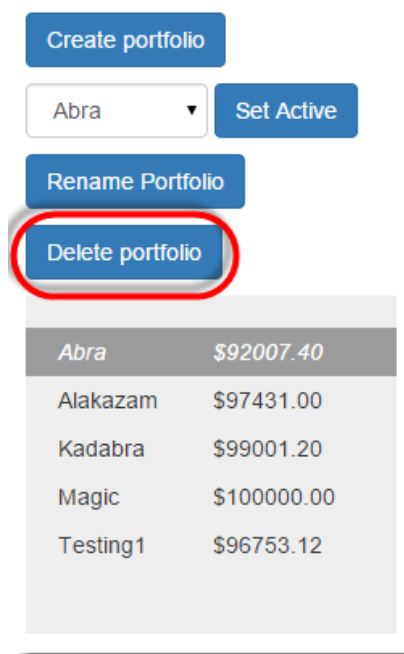 Create portfolio
Abra Set Active
Rename Portfolio
Delete portfolio
Abra $92007.40
Alakazam $97431.00
Kadabra $99001.20
Magic $100000.00
Testing1 $96753.12